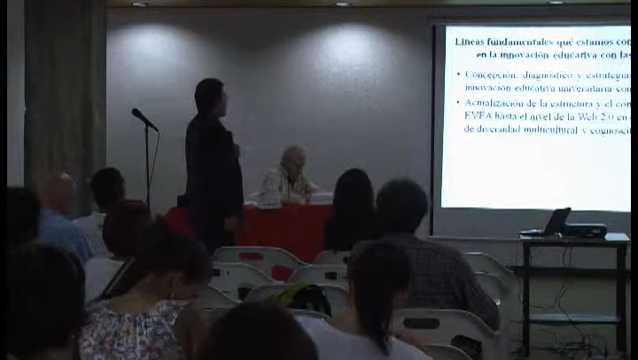 Líneas fundamentales qué estamos con
en la innovación educativa con las
• Concepción, diagnóstico y estrategia
innovación educativa universitaria con
• Actualización de la estructura y el con
EVEA hasta el nivel de la Web 2.0 en
de diversidad multicultural y cognosci